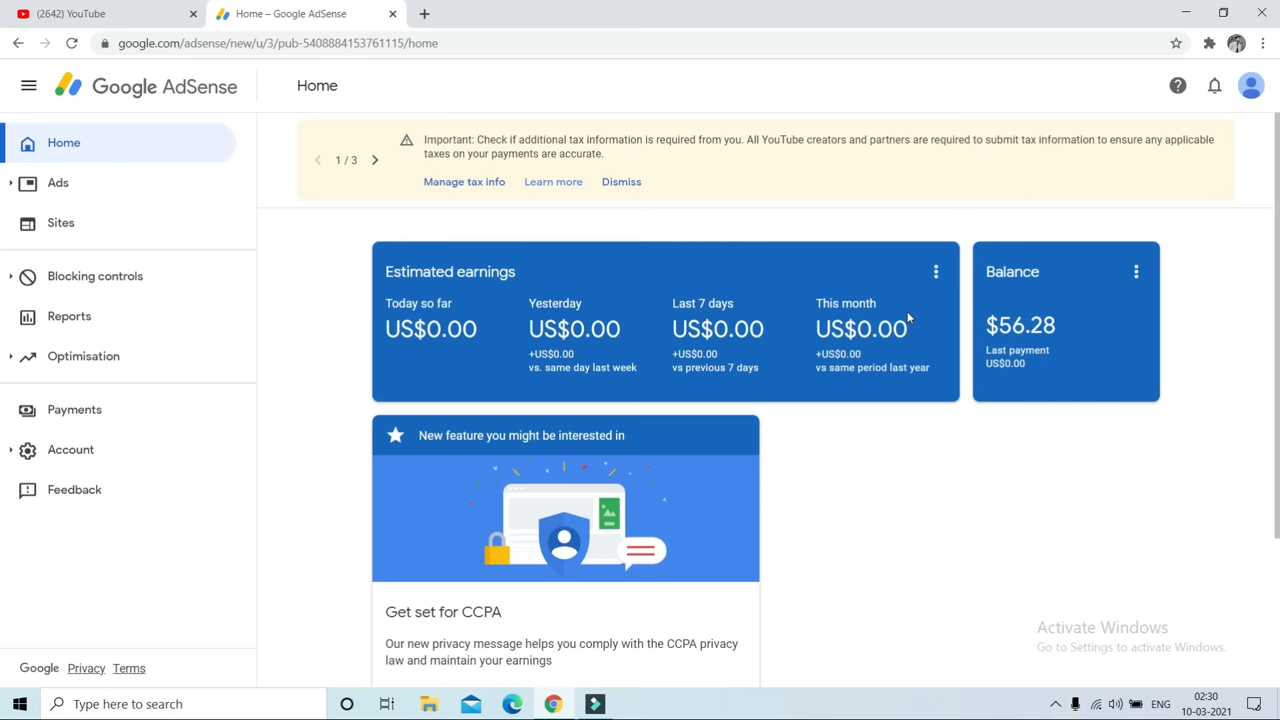 (2642) YouTube
Home – Google AdSense
google.com/adsense/new/u/3/pub-5408884153761115/home
Google AdSense
Home
Home
Ads
Sites
Blocking controls
Reports
Optimisation
Payments
Account
Feedback
Google Privacy Terms
1 / 3
Important: Check if additional tax information is required from you. All YouTube creators and partners are required to submit tax information to ensure any applicable
taxes on your payments are accurate.
Manage tax info Learn more Dismiss
Estimated earnings
Today so far
US$0.00
Yesterday
US$0.00
+US$0.00
vs. same day last week
Last 7 days
US$0.00
+US$0.00
vs previous 7 days
This month
US$0.00
+US$0.00
vs same period last year
Balance
$56.28
Last payment
US$0.00
New feature you might be interested in
Get set for CCPA
Our new privacy message helps you comply with the CCPA privacy
law and maintain your earnings
Activate Windows
Go to Settings to activate Windows.
Type here to search
ENG
02:30
10-03-2021